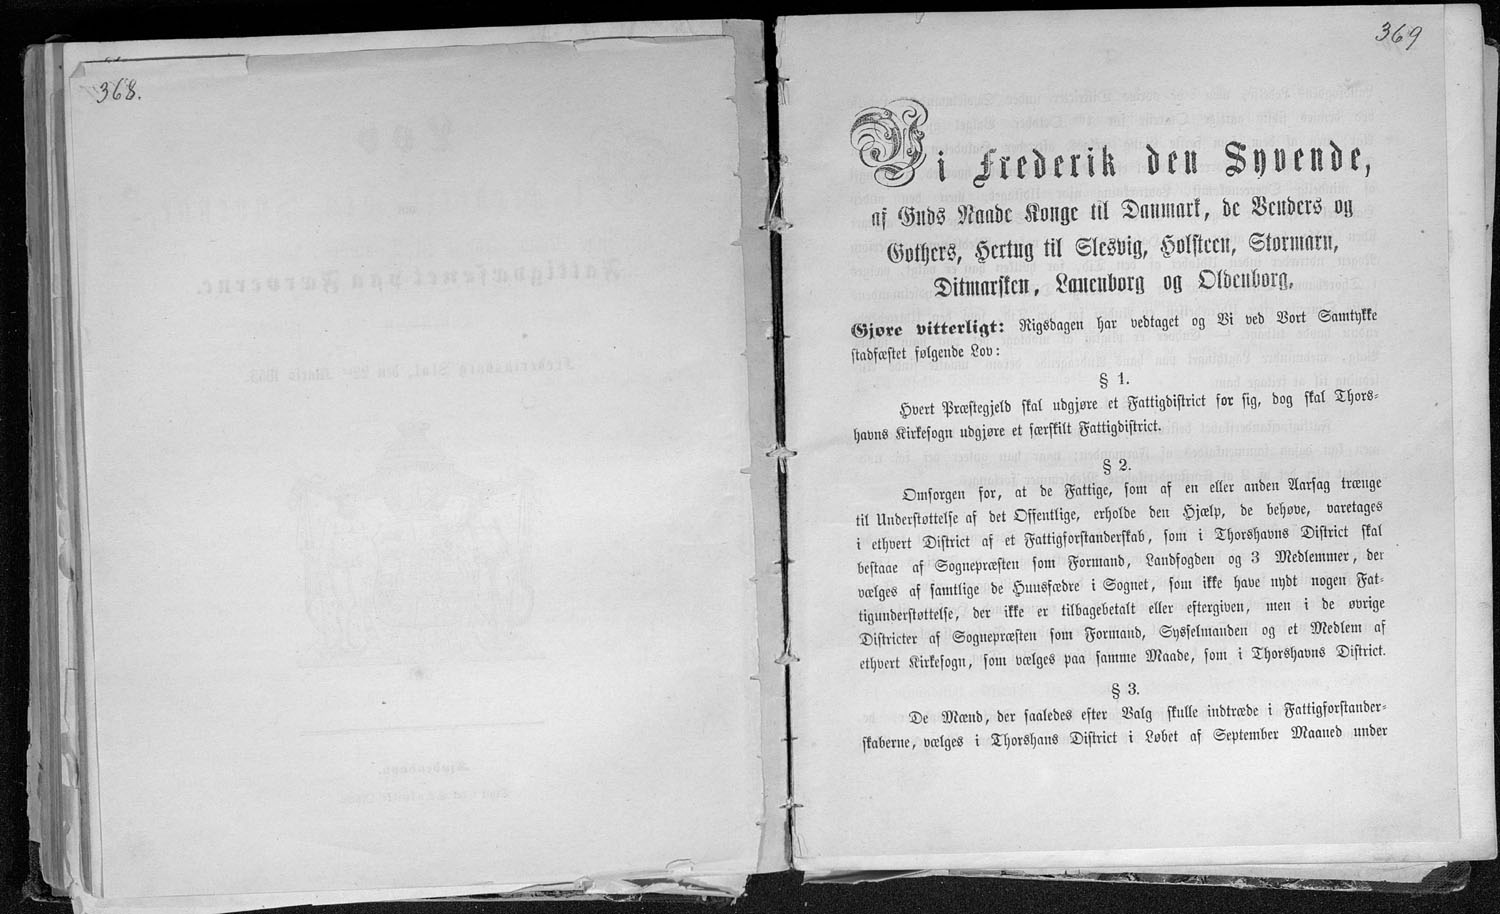 368.
369
Vi Frederik den Syvende,
af Guds Naade Konge til Danmark, de Venders og
Gothers, Hertug til Slesvig, Holsteen, Stormarn,
Ditmarsken, Lauenborg og Oldenborg,
Gjøre vitterligt: Rigsdagen har vedtaget og Vi ved Vort Samtykke
stadfæstet følgende Lov:
§ 1.
Hvert Præstegjeld skal udgjøre et Fattigdistrict for sig, dog skal Thors-
havns Kirkesogn udgjøre et særskilt Fattigdistrict.
§ 2.
Omsorgen for, at de Fattige, som af en eller anden Aarsag trænge
til Understøttelse af det Offentlige, erholde den Hjælp, de behøve, varetages
i ethvert District af et Fattigforstanderskab, som i Thorshavns District skal
bestaae af Sognepræsten som Formand, Landfogden og 3 Medlemmer, der
vælges af samtlige de Huusfædre i Sognet, som ikke have nydt nogen Fat-
tigunderstøttelse, der ikke er tilbagebetalt eller eftergiven, men i de øvrige
Districter af Sognepræsten som Formand, Sysselmanden og et Medlem af
ethvert Kirkesogn, som vælges paa samme Maade, som i Thorshavns District.
§ 3.
De Mænd, der saaledes efter Valg skulle indtræde i Fattigforstander-
skaberne, vælges i Thorshans District i Løbet af September Maaned under